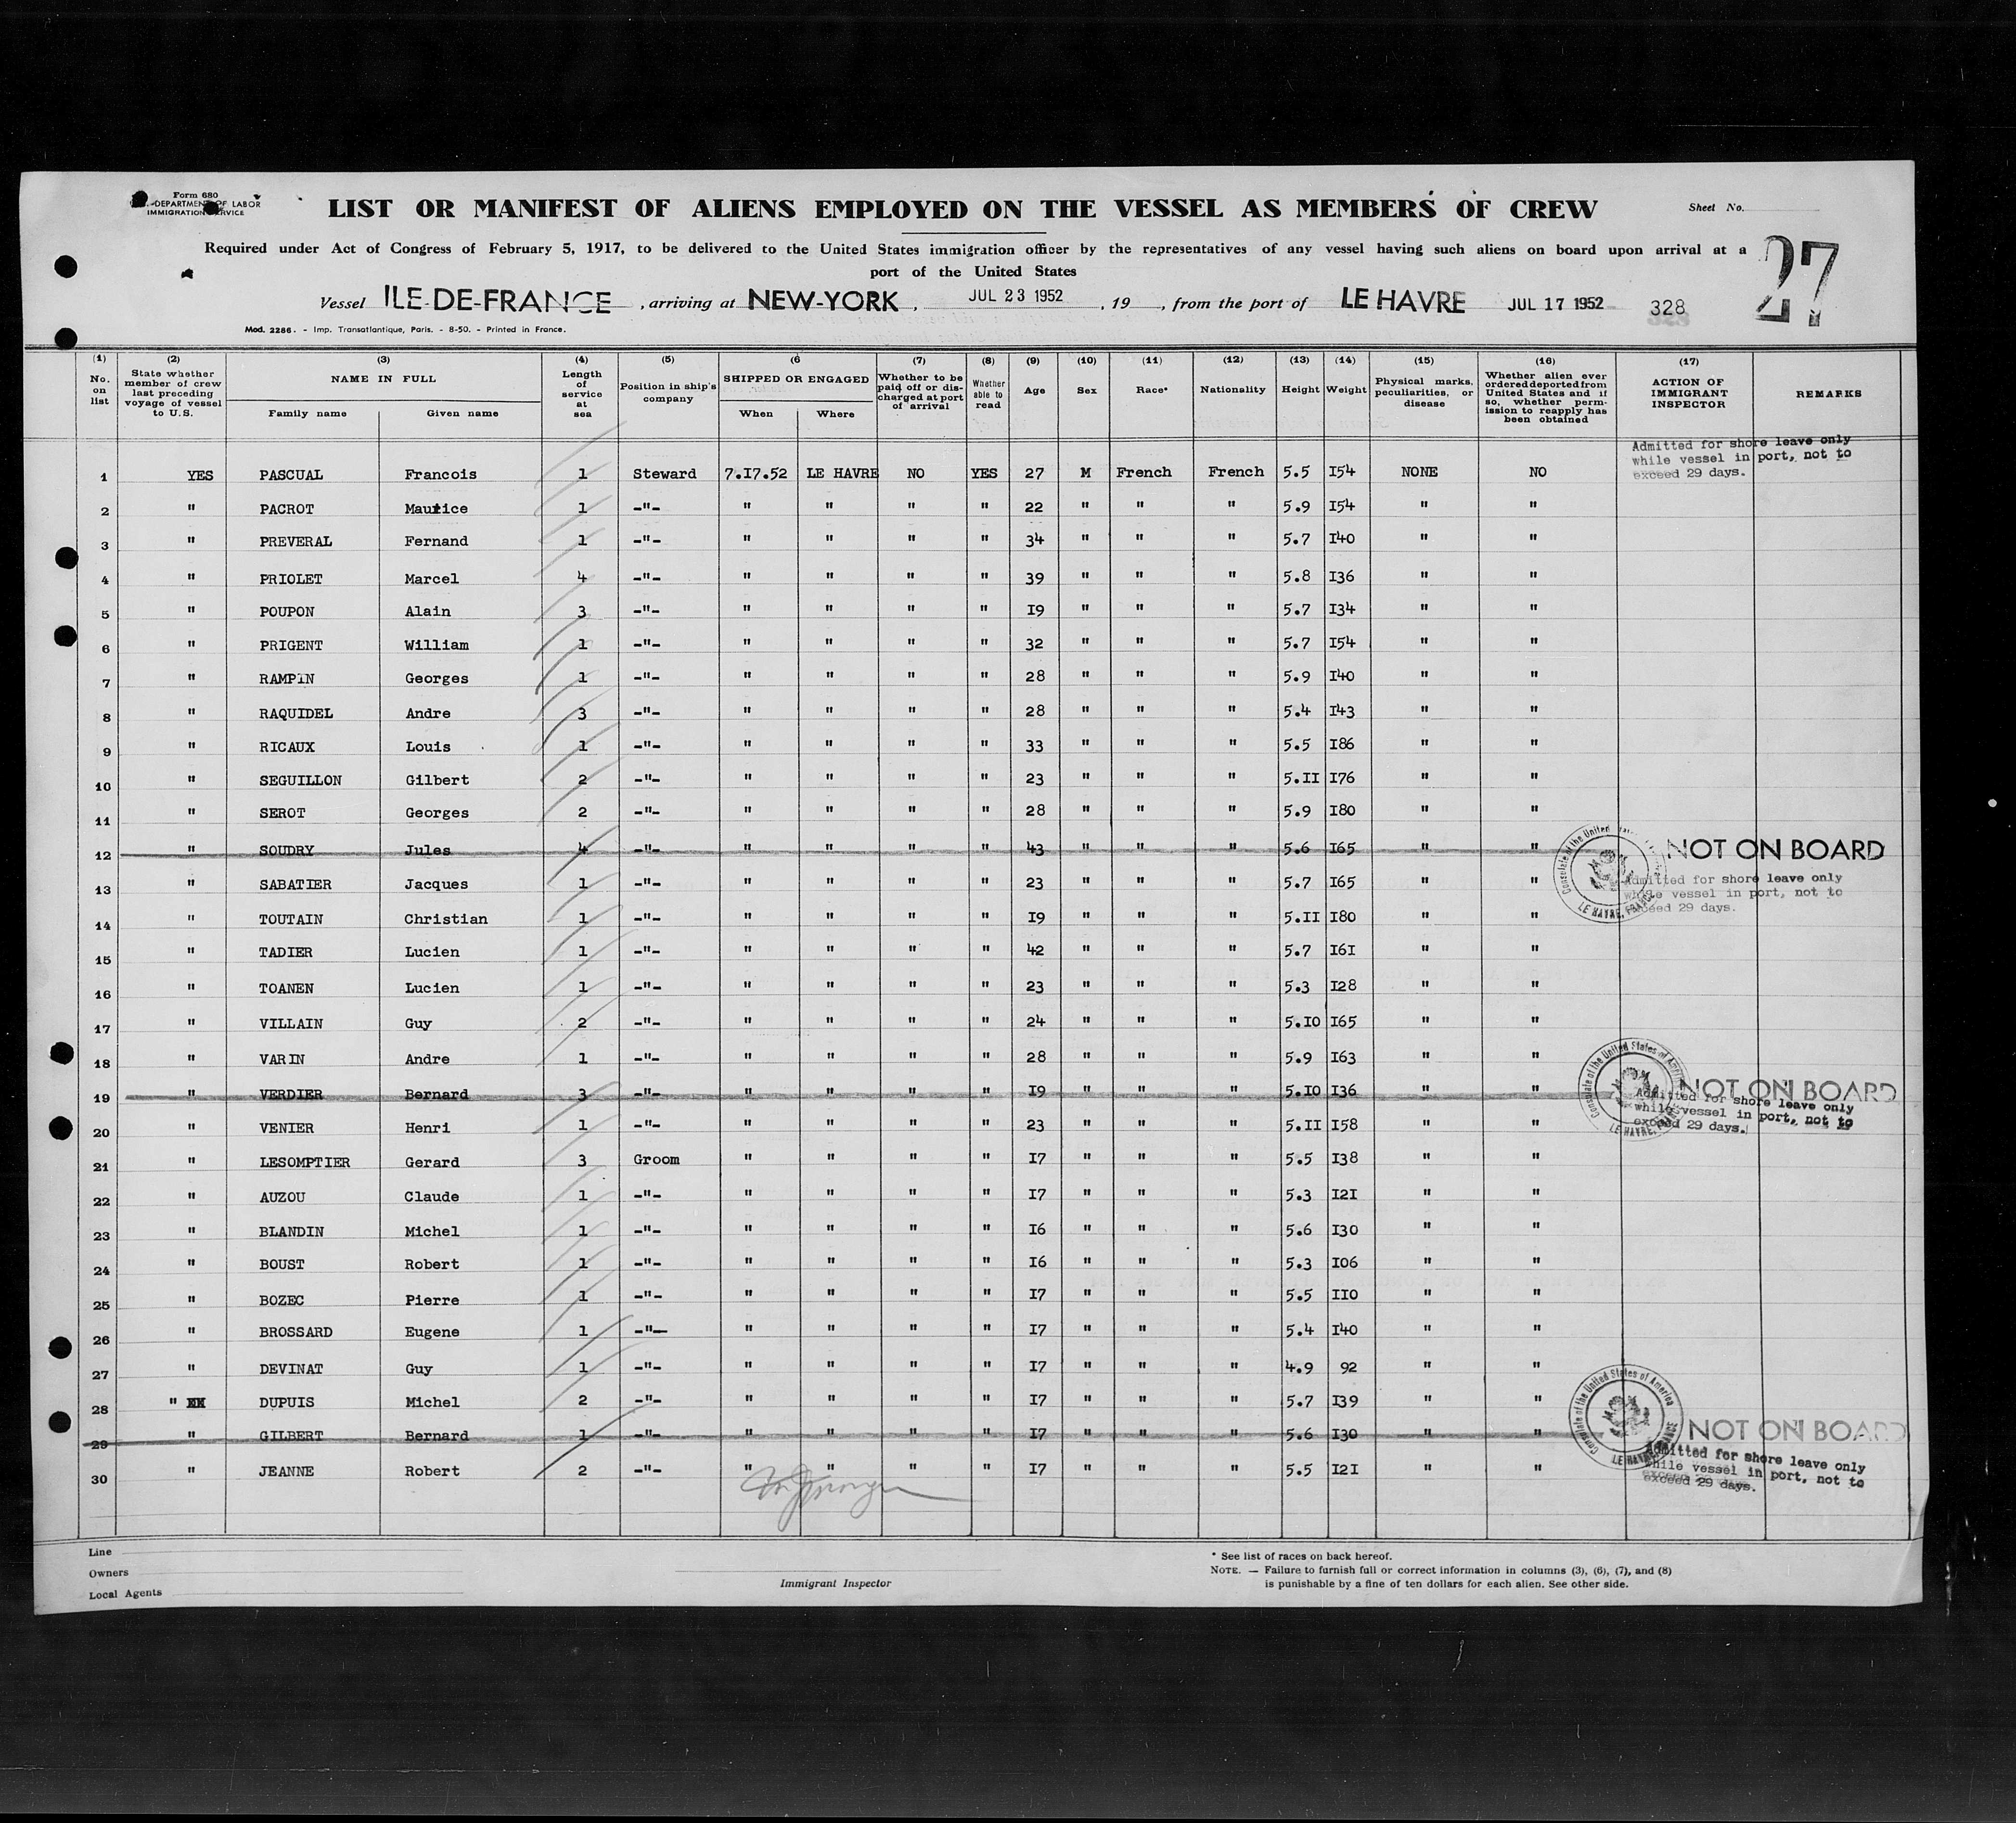 Form 680
DEPARTMENT OF LABOR
IMMIGRATION SERVICE
LIST OR MANIFEST OF ALIENS EMPLOYED ON THE VESSEL AS MEMBERS OF CREW
Sheet No.
27
Required under Act of Congress of February 5, 1917, to be delivered to the United States immigration officer by the representatives of any vessel having such aliens on board upon arrival at a
port of the United States
Vessel ILE-DE-FRANCE, arriving at NEW-YORK, JUL 23 1952, 19 , from the port of LE HAVRE JUL 17 1952 328
Mod. 2286. - Imp. Transatlantique, Paris. - 8-50. - Printed in France.
(1) No. on list (2) State whether member of crew last preceding voyage of vessel to U.S. (3) NAME IN FULL Family name Given name (4) Length of service at sea (5) Position in ship's company (6 SHIPPED OR ENGAGED When Where (7) Whether to be paid off or discharged at port of arrival (8) Whether able to read (9) Age (10) Sex (11) Race* (12) Nationality (13) Height (14) Weight (15) Physical marks, peculiarities, or disease (16) Whether alien ever ordered deported from United States and if so, whether permission to reapply has been obtained (17) ACTION OF IMMIGRANT INSPECTOR REMARKS
Admitted for shore leave only
while vessel in port, not to
exceed 29 days.
1 YES PASCUAL Francois 1 Steward 7.17.52 LE HAVRE NO YES 27 M French French 5.5 154 NONE NO
2 " PACROT Maurice 1 -"- " " " " 22 " " " 5.9 154 " "
3 " PREVERAL Fernand 1 -"- " " " " 34 " " " 5.7 140 " "
4 " PRIOLET Marcel 4 -"- " " " " 39 " " " 5.8 136 " "
5 " POUPON Alain 3 -"- " " " " 19 " " " 5.7 134 " "
6 " PRIGENT William 1 -"- " " " " 32 " " " 5.7 154 " "
7 " RAMPIN Georges 1 -"- " " " " 28 " " " 5.9 140 " "
8 " RAQUIDEL Andre 3 -"- " " " " 28 " " " 5.4 143 " "
9 " RICAUX Louis 1 -"- " " " " 33 " " " 5.5 186 " "
10 " SEGUILLON Gilbert 2 -"- " " " " 23 " " " 5.11 176 " "
11 " SEROT Georges 2 -"- " " " " 28 " " " 5.9 180 " "
12 " SOUDRY Jules 4 -"- " " " " 43 " " " 5.6 165 " " NOT ON BOARD
Consulate of the United
LE HAVRE, FRANCE
Admitted for shore leave only
while vessel in port, not to
exceed 29 days.
13 " SABATIER Jacques 1 -"- " " " " 23 " " " 5.7 165 " "
14 " TOUTAIN Christian 1 -"- " " " " 19 " " " 5.11 180 " "
15 " TADIER Lucien 1 -"- " " " " 42 " " " 5.7 161 " "
16 " TOANEN Lucien 1 -"- " " " " 23 " " " 5.3 128 " "
17 " VILLAIN Guy 2 -"- " " " " 24 " " " 5.10 165 " "
18 " VARIN Andre 1 -"- " " " " 28 " " " 5.9 163 " "
19 " VERDIER Bernard 3 -"- " " " " 19 " " " 5.10 136 " " NOT ON BOARD
Consulate of the United States of America
LE HAVRE, FRANCE
Admitted for shore leave only
while vessel in port, not to
exceed 29 days.
20 " VENIER Henri 1 -"- " " " " 23 " " " 5.11 158 " "
21 " LESOMPTIER Gerard 3 Groom " " " " 17 " " " 5.5 138 " "
22 " AUZOU Claude 1 -"- " " " " 17 " " " 5.3 121 " "
23 " BLANDIN Michel 1 -"- " " " " 16 " " " 5.6 130 " "
24 " BOUST Robert 1 -"- " " " " 16 " " " 5.3 106 " "
25 " BOZEC Pierre 1 -"- " " " " 17 " " " 5.5 110 " "
26 " BROSSARD Eugene 1 -"- " " " " 17 " " " 5.4 140 " "
27 " DEVINAT Guy 1 -"- " " " " 17 " " " 4.9 92 " "
28 " DUPUIS Michel 2 -"- " " " " 17 " " " 5.7 139 " "
29 " GILBERT Bernard 1 -"- " " " " 17 " " " 5.6 130 " " NOT ON BOARD
Consulate of the United States of America
LE HAVRE, FRANCE
Admitted for shore leave only
while vessel in port, not to
exceed 29 days.
30 " JEANNE Robert 2 -"- " " " " 17 " " " 5.5 121 " "
Line
Owners
Local Agents
Immigrant Inspector
* See list of races on back hereof.
NOTE. — Failure to furnish full or correct information in columns (3), (6), (7), and (8)
is punishable by a fine of ten dollars for each alien. See other side.